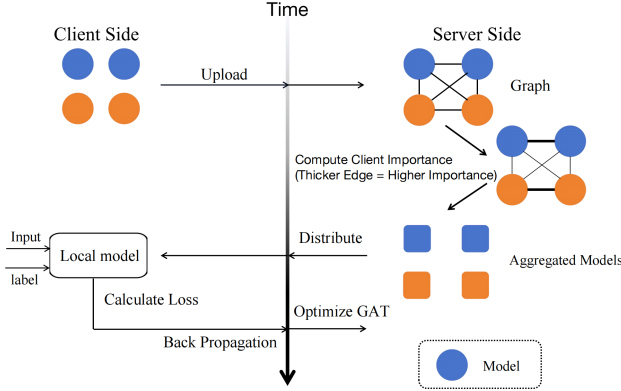 Time
Client Side
Server Side
Upload
Graph
Compute Client Importance
(Thicker Edge = Higher Importance)
Input
Local model
label
Distribute
Aggregated Models
Calculate Loss
Optimize GAT
Back Propagation
Model